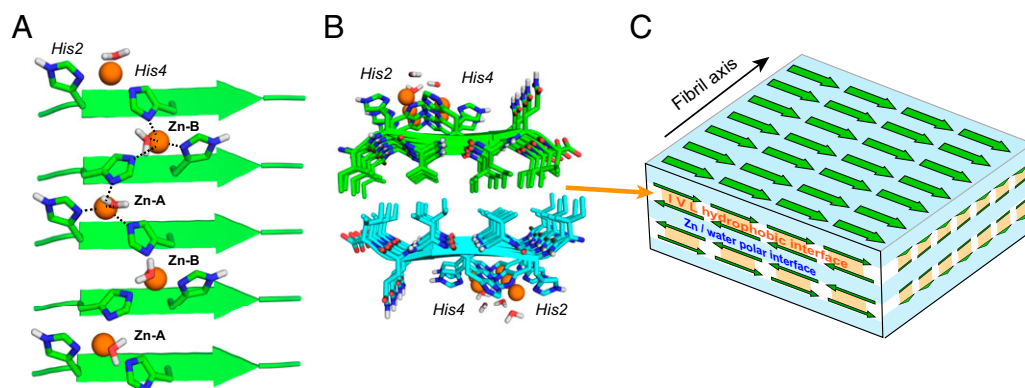 A
His2
His4
Zn-B
Zn-A
Zn-B
Zn-A
B
His2
His4
His4
His2
C
Fibril axis
I V L hydrophobic interface
Zn / water polar Interface